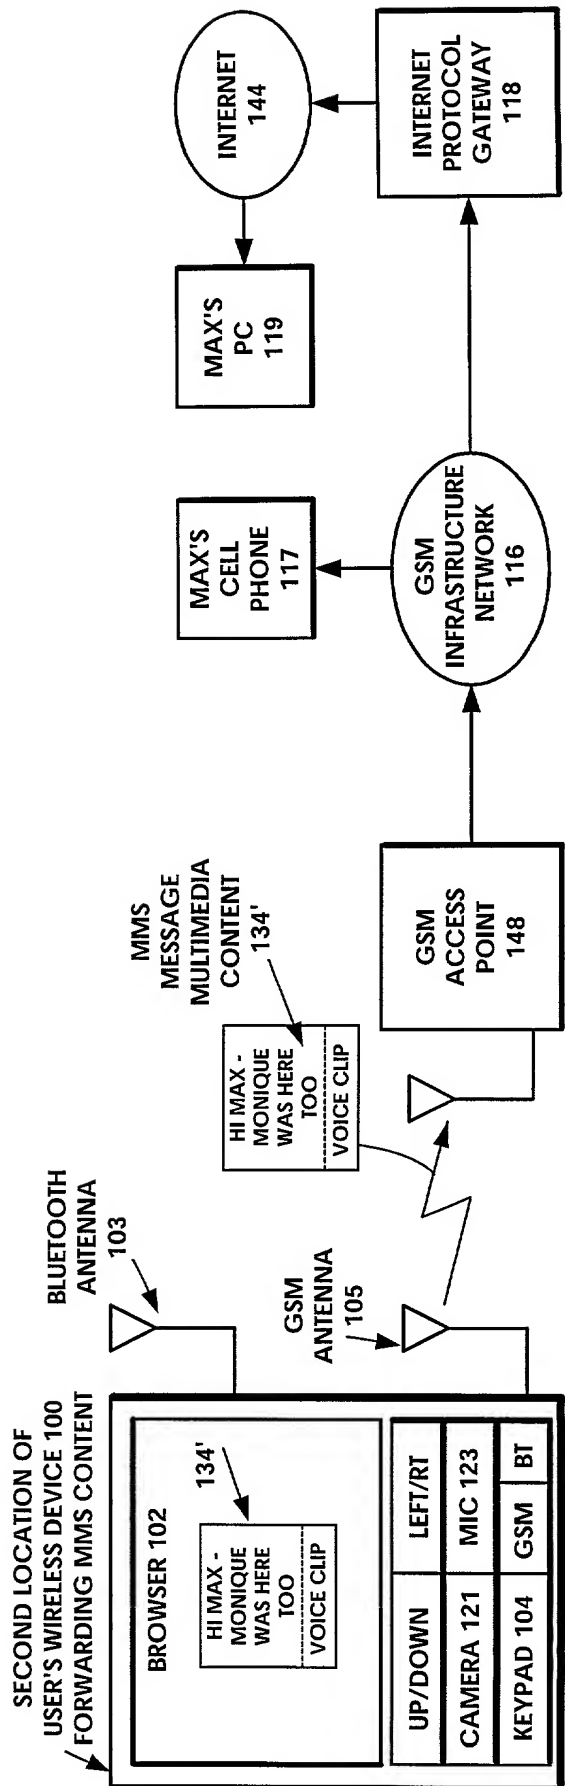 SECOND LOCATION OF
USER'S WIRELESS DEVICE 100
FORWARDING MMS CONTENT
BROWSER 102
HI MAX -
MONIQUE
WAS HERE
TOO
VOICE CLIP
134'
UP/DOWN
LEFT/RT
CAMERA 121
MIC 123
KEYPAD 104
GSM
BT
BLUETOOTH
ANTENNA
103
GSM
ANTENNA
105
HI MAX -
MONIQUE
WAS HERE
TOO
VOICE CLIP
MMS
MESSAGE
MULTIMEDIA
CONTENT
134'
GSM
ACCESS
POINT
148
GSM
INFRASTRUCTURE
NETWORK
116
MAX'S
CELL
PHONE
117
MAX'S
PC
119
INTERNET
144
INTERNET
PROTOCOL
GATEWAY
118